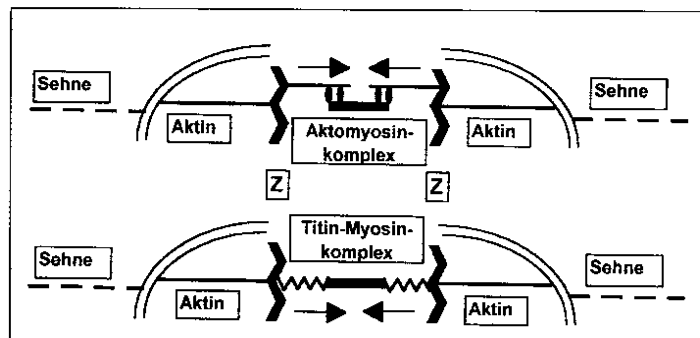 Sehne
Aktin
Aktomyosin-
komplex
Aktin
Sehne
Z
Z
Sehne
Aktin
Titin-Myosin-
komplex
Aktin
Sehne